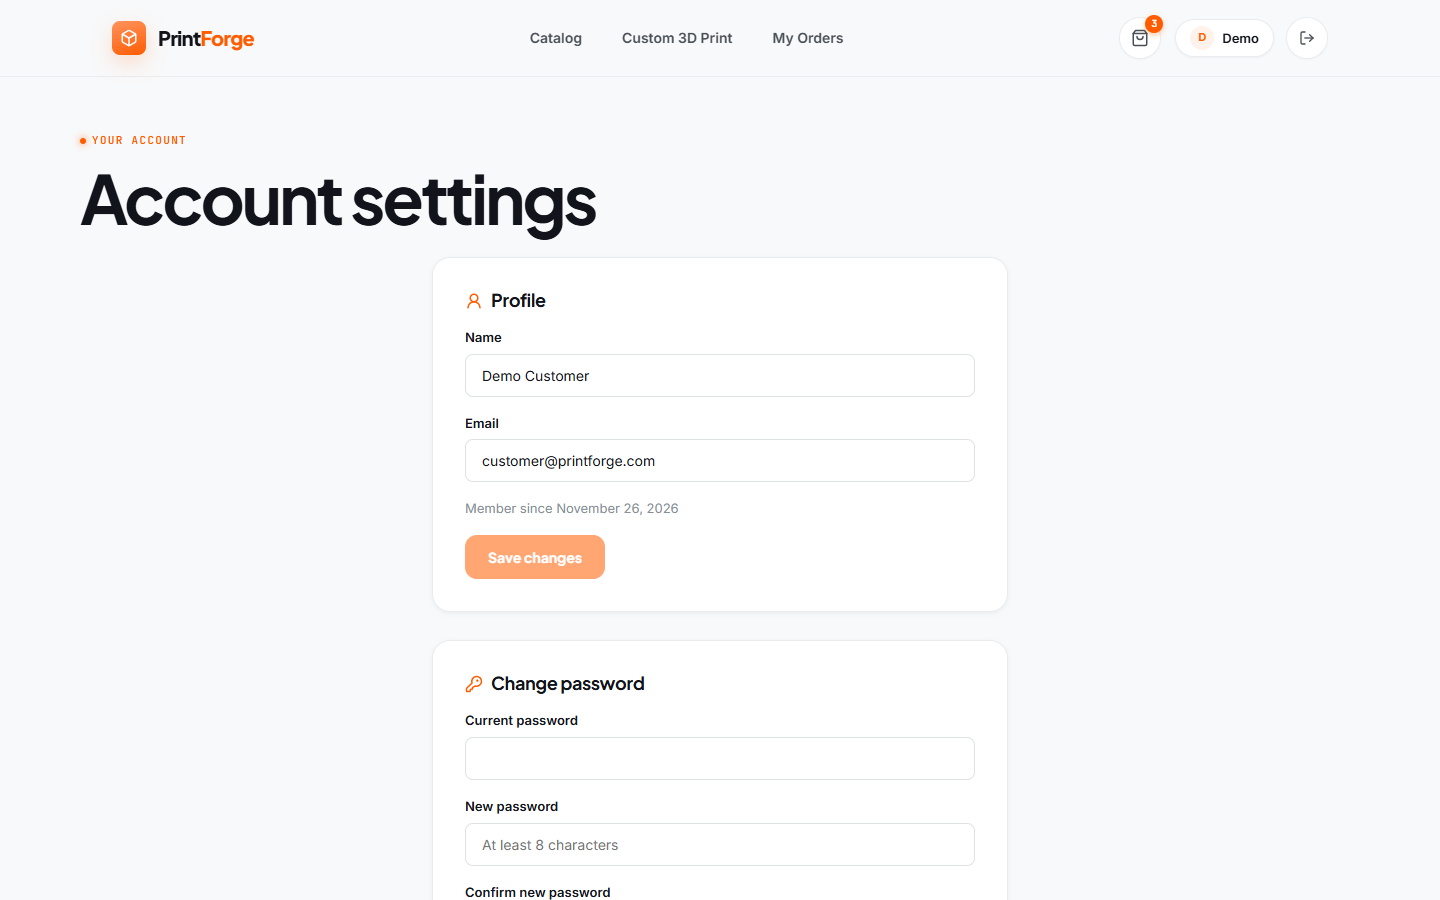 PrintForge
Catalog
Custom 3D Print
My Orders
3
D
Demo
YOUR ACCOUNT
Account settings
Profile
Name
Demo Customer
Email
customer@printforge.com
Member since November 26, 2026
Save changes
Change password
Current password
New password
At least 8 characters
Confirm new password